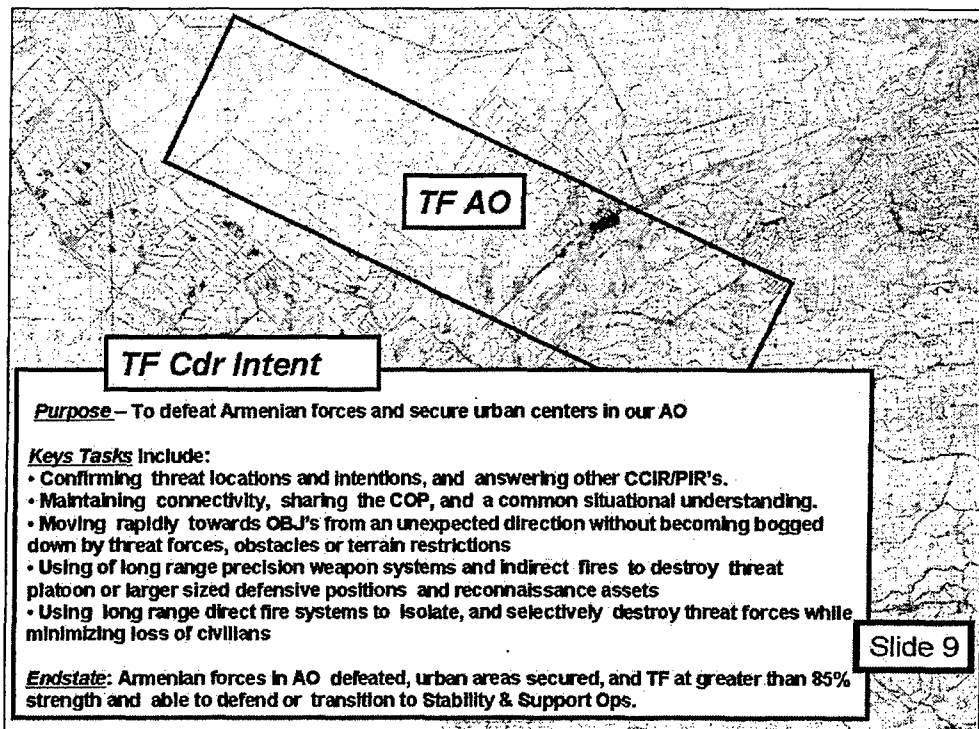 TF AO
TF Cdr Intent
Purpose – To defeat Armenian forces and secure urban centers in our AO
Keys Tasks Include:
• Confirming threat locations and intentions, and answering other CCIR/PIR's.
• Maintaining connectivity, sharing the COP, and a common situational understanding.
• Moving rapidly towards OBJ's from an unexpected direction without becoming bogged
down by threat forces, obstacles or terrain restrictions
• Using of long range precision weapon systems and indirect fires to destroy threat
platoon or larger sized defensive positions and reconnaissance assets
• Using long range direct fire systems to isolate, and selectively destroy threat forces while
minimizing loss of civilians
Slide 9
Endstate: Armenian forces in AO defeated, urban areas secured, and TF at greater than 85%
strength and able to defend or transition to Stability & Support Ops.